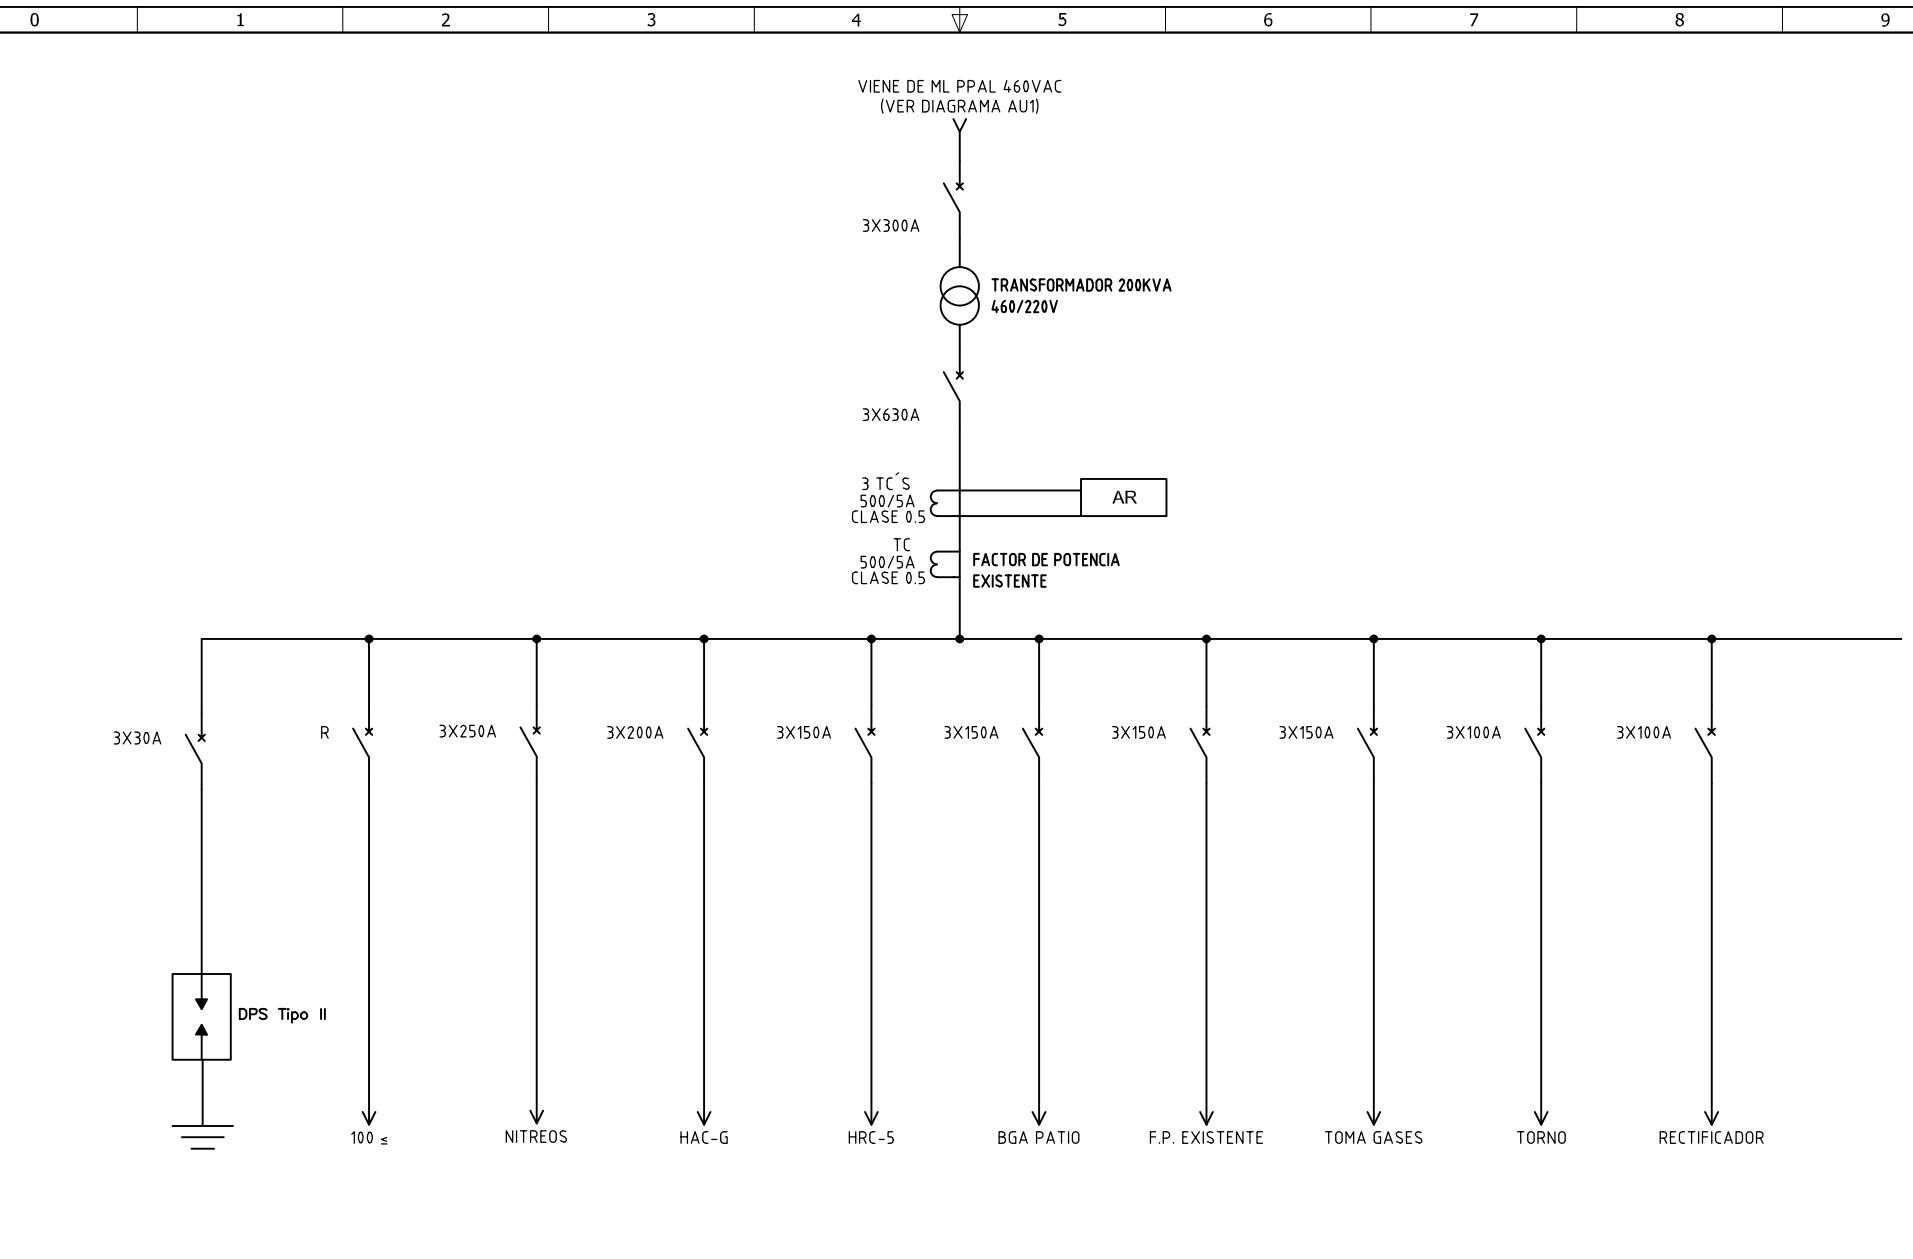 0 1 2 3 4 5 6 7 8 9
VIENE DE ML PPAL 460VAC
(VER DIAGRAMA AU1)
3X300A
TRANSFORMADOR 200KVA
460/220V
3X630A
3 TC´S
500/5A
CLASE 0.5
AR
TC
500/5A
CLASE 0.5
FACTOR DE POTENCIA
EXISTENTE
3X30A R 3X250A 3X200A 3X150A 3X150A 3X150A 3X150A 3X100A 3X100A
DPS Tipo II
100 ≤ NITREOS HAC-G HRC-5 BGA PATIO F.P. EXISTENTE TOMA GASES TORNO RECTIFICADOR